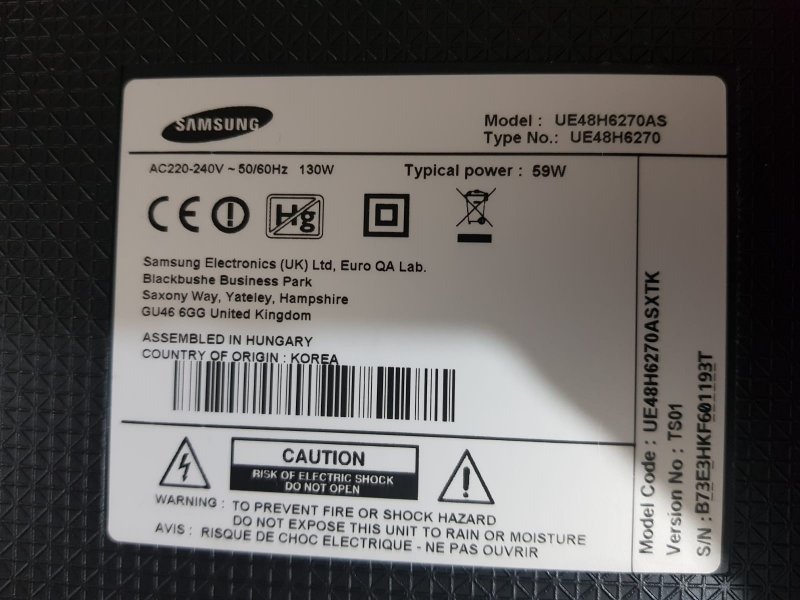 SAMSUNG
Model : UE48H6270AS
Type No.: UE48H6270
AC220-240V ~ 50/60Hz 130W
Typical power : 59W
CE
Hg
Samsung Electronics (UK) Ltd, Euro QA Lab.
Blackbushe Business Park
Saxony Way, Yateley, Hampshire
GU46 6GG United Kingdom
ASSEMBLED IN HUNGARY
COUNTRY OF ORIGIN : KOREA
CAUTION
RISK OF ELECTRIC SHOCK
DO NOT OPEN
WARNING : TO PREVENT FIRE OR SHOCK HAZARD
DO NOT EXPOSE THIS UNIT TO RAIN OR MOISTURE
AVIS : RISQUE DE CHOC ELECTRIQUE - NE PAS OUVRIR
Model Code : UE48H6270ASXTK
Version No : TS01
S/N : B73E3HKF601193T